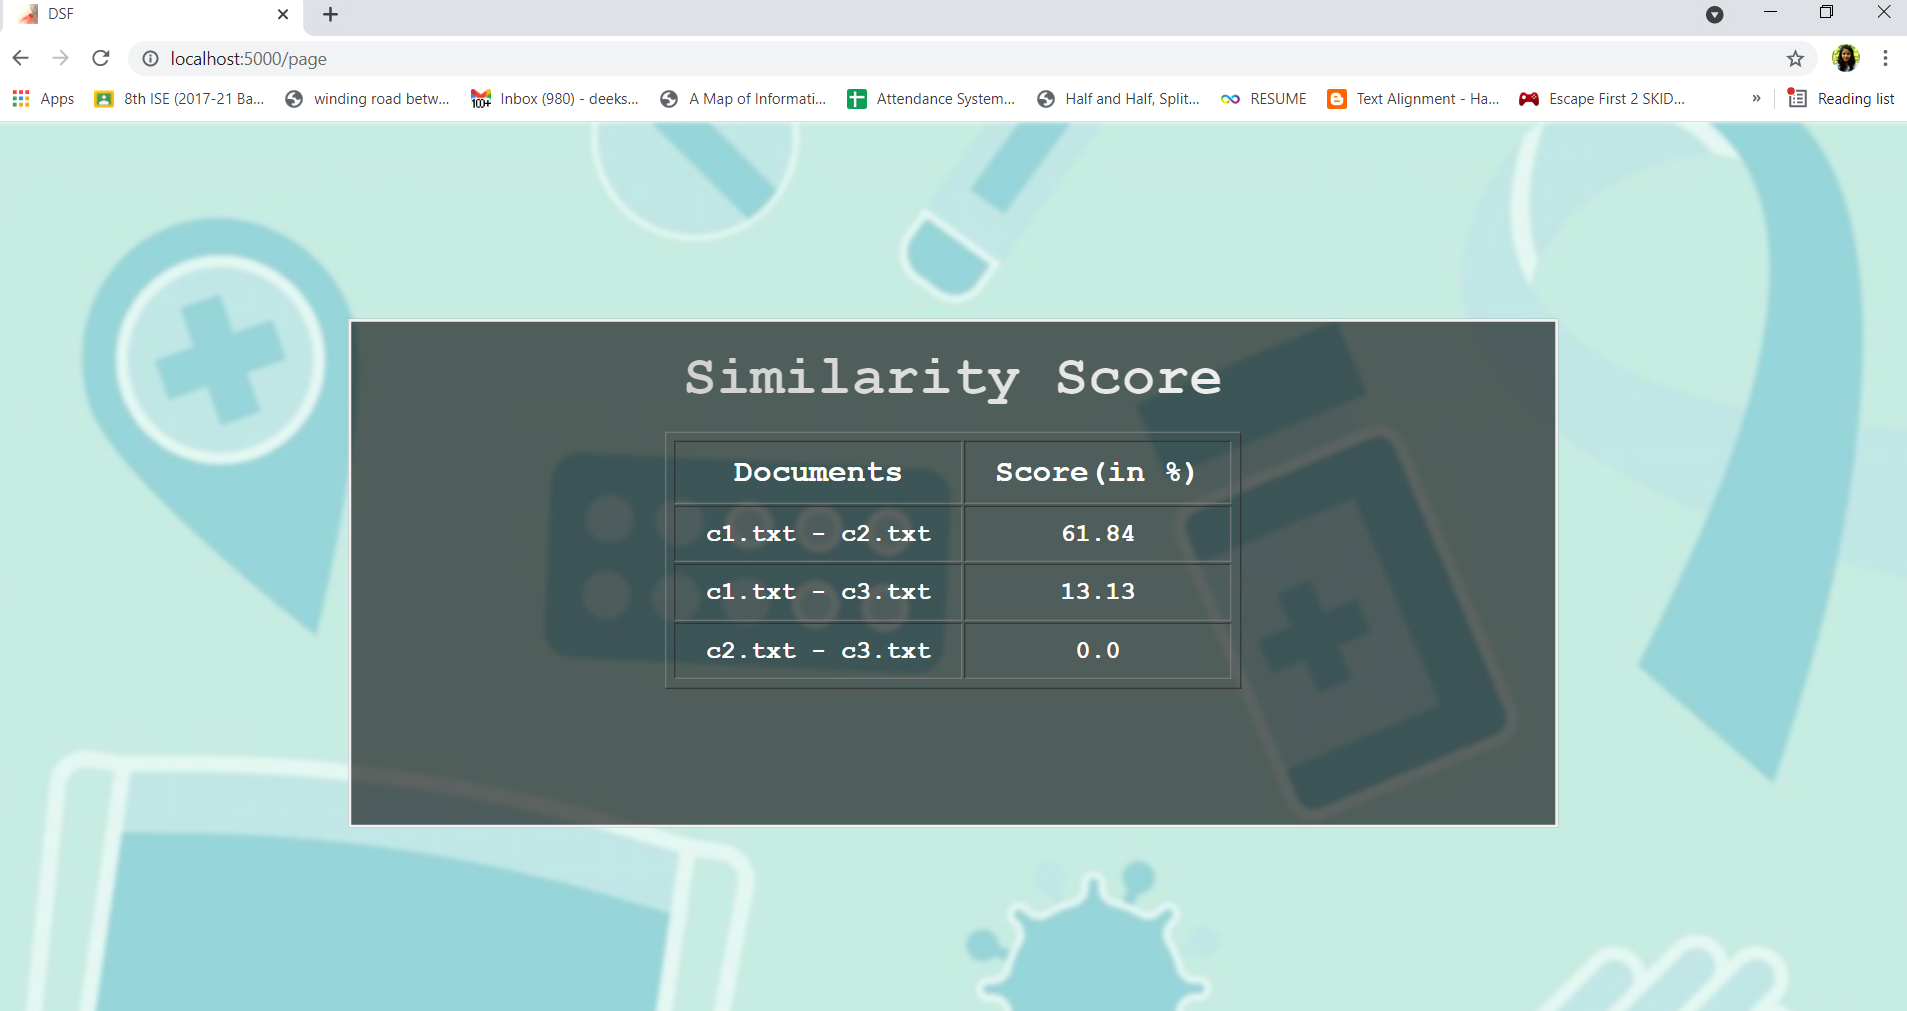 DSF
localhost:5000/page
Apps 8th ISE (2017-21 Ba... winding road betw... 100+ Inbox (980) - deeks... A Map of Informati... Attendance System... Half and Half, Split... RESUME Text Alignment - Ha... Escape First 2 SKID... » Reading list
Similarity Score
Documents Score(in %)
c1.txt - c2.txt 61.84
c1.txt - c3.txt 13.13
c2.txt - c3.txt 0.0